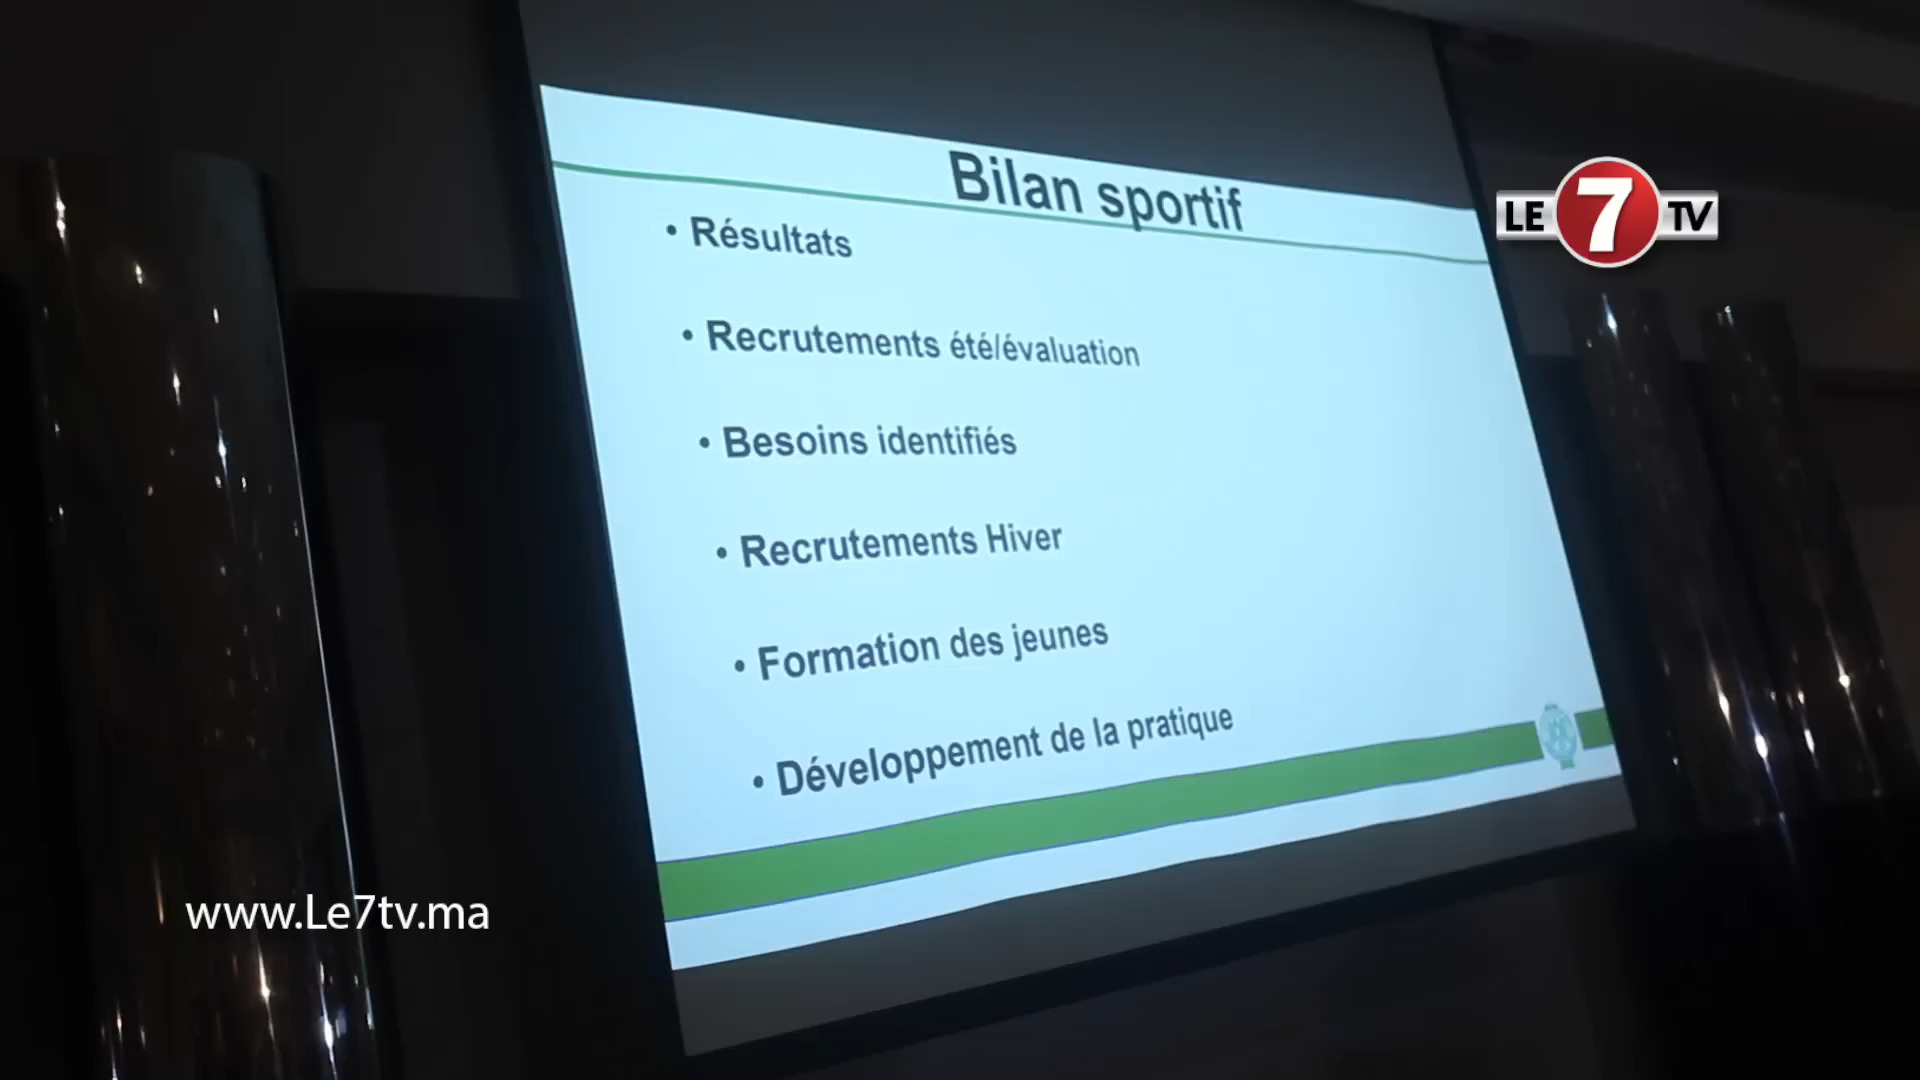 Bilan sportif
• Résultats
• Recrutements été/évaluation
• Besoins identifiés
• Recrutements Hiver
• Formation des jeunes
• Développement de la pratique
LE 7 TV
www.Le7tv.ma